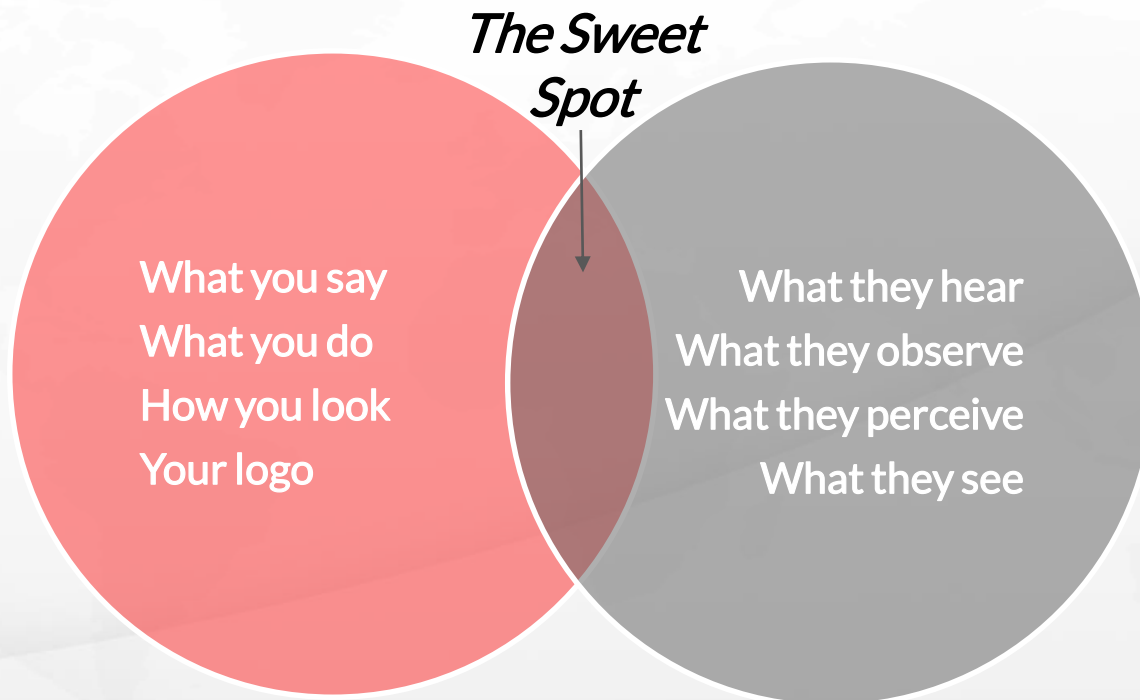 The Sweet
Spot
What you say
What you do
How you look
Your logo
What they hear
What they observe
What they perceive
What they see